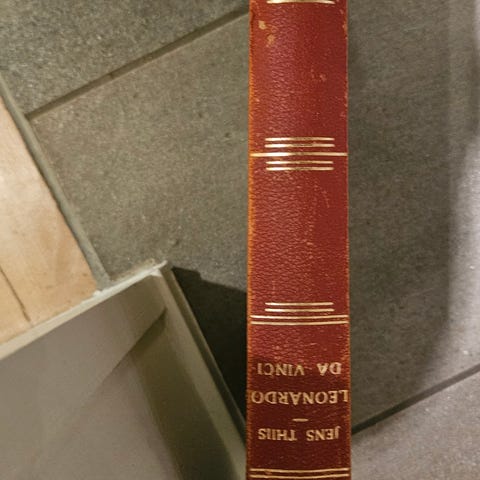 JENS THIIS
LEONARDO
DA VINCI